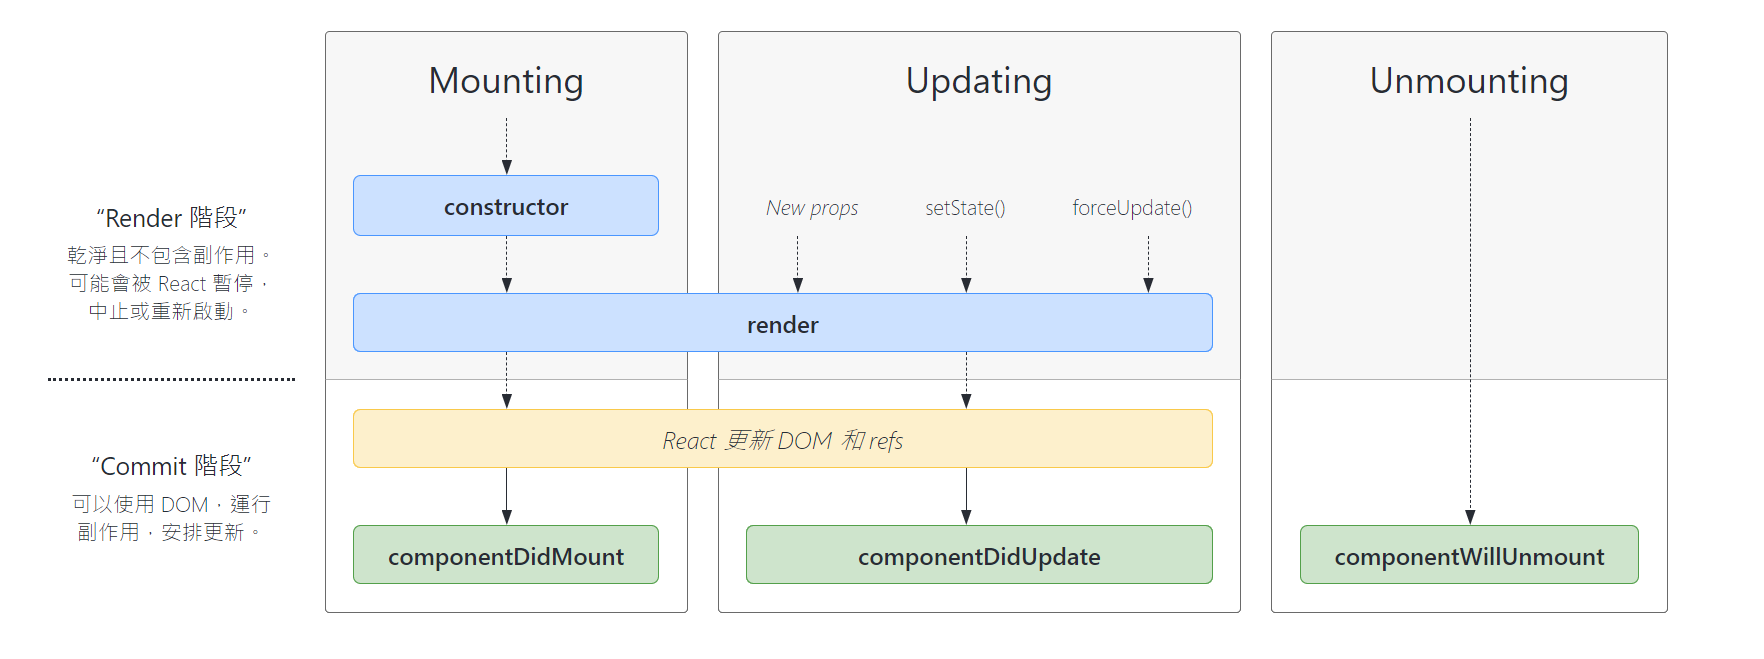 Mounting
Updating
Unmounting
“Render 階段”
乾淨且不包含副作用。
可能會被 React 暫停，
中止或重新啟動。
constructor
New props
setState()
forceUpdate()
render
“Commit 階段”
可以使用 DOM，運行
副作用，安排更新。
React 更新 DOM 和 refs
componentDidMount
componentDidUpdate
componentWillUnmount